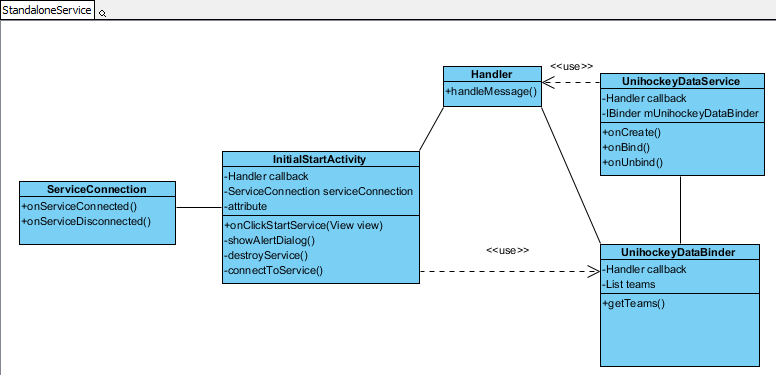 StandaloneService
Handler
+handleMessage()
<<use>>
UnihockeyDataService
-Handler callback
-IBinder mUnihockeyDataBinder
+onCreate()
+onBind()
+onUnbind()
InitialStartActivity
-Handler callback
-ServiceConnection serviceConnection
-attribute
+onClickStartService(View view)
-showAlertDialog()
-destroyService()
-connectToService()
ServiceConnection
+onServiceConnected()
+onServiceDisconnected()
<<use>>
UnihockeyDataBinder
-Handler callback
-List teams
+getTeams()